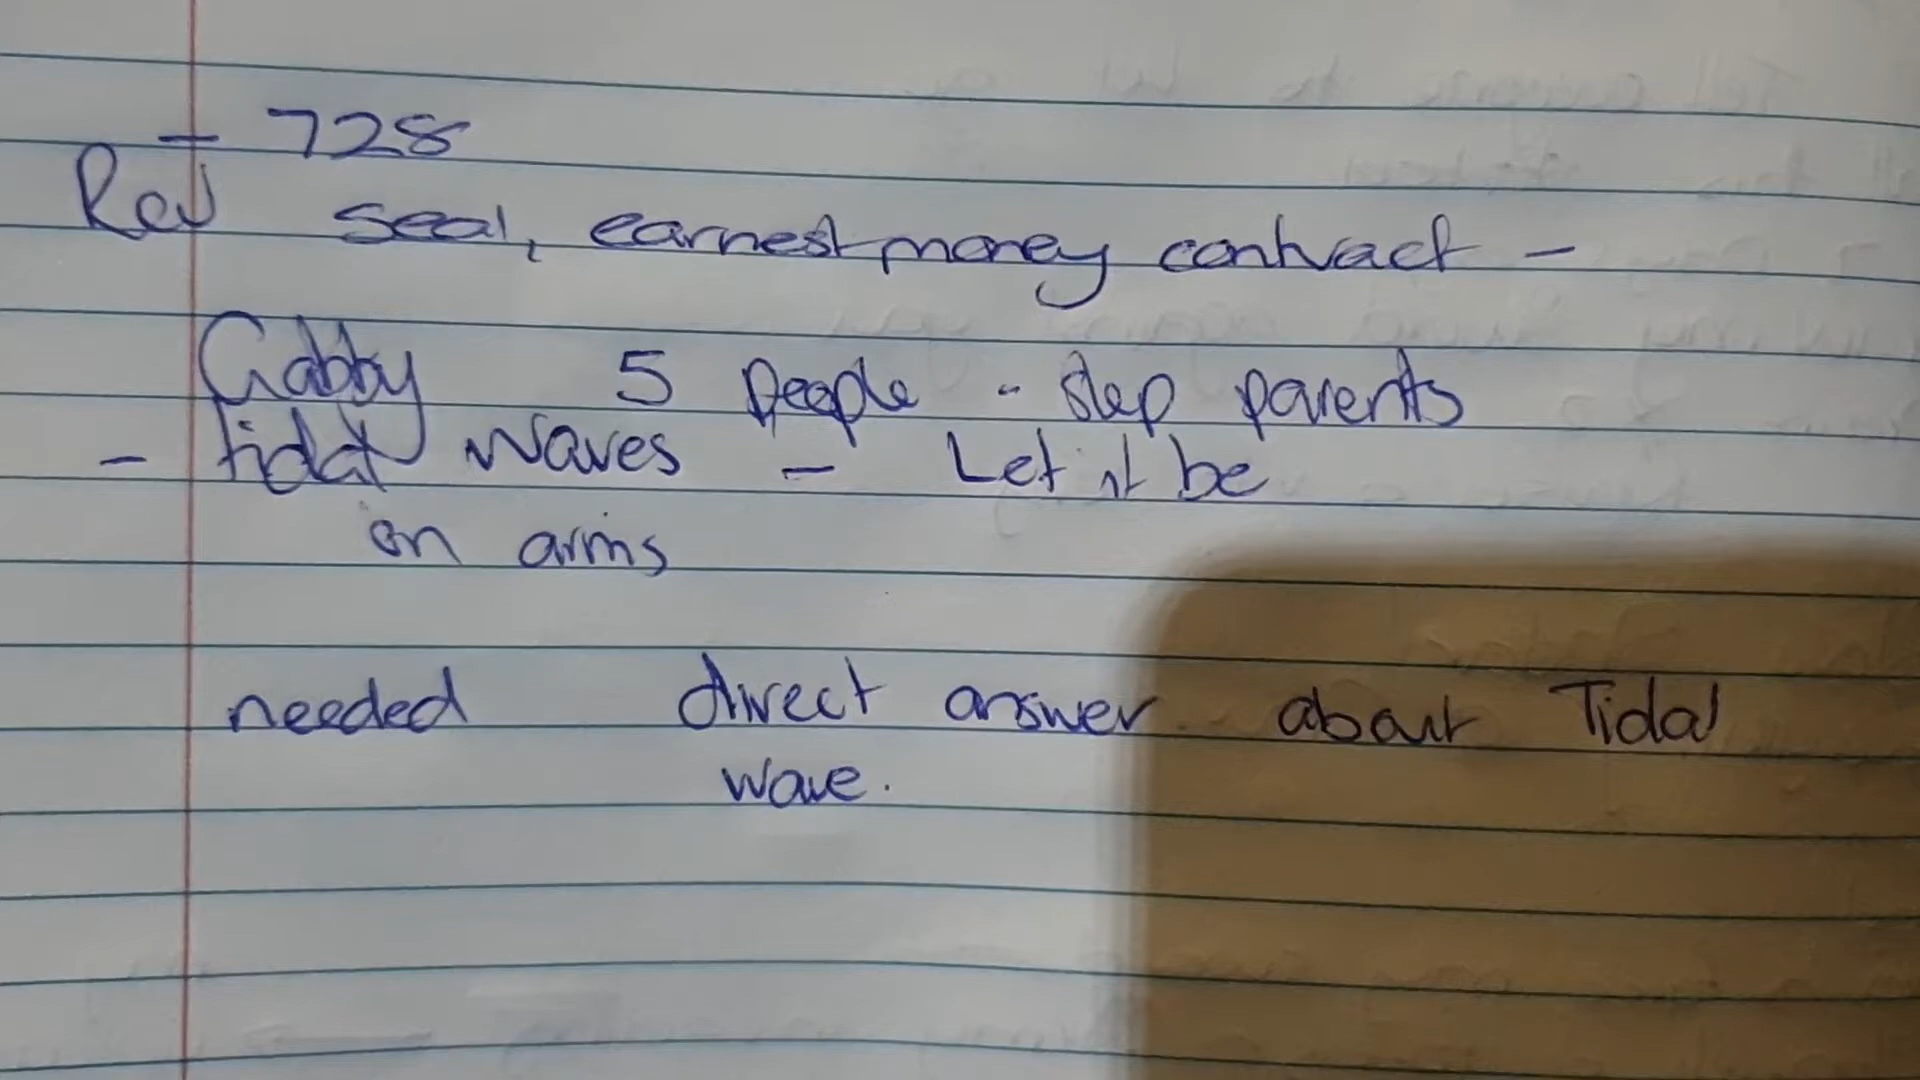 - 728
Rev seal, earnest money contract -
Gabby 5 People - step parents
- tidal waves - Let it be
on arms
needed direct answer about Tidal
wave.